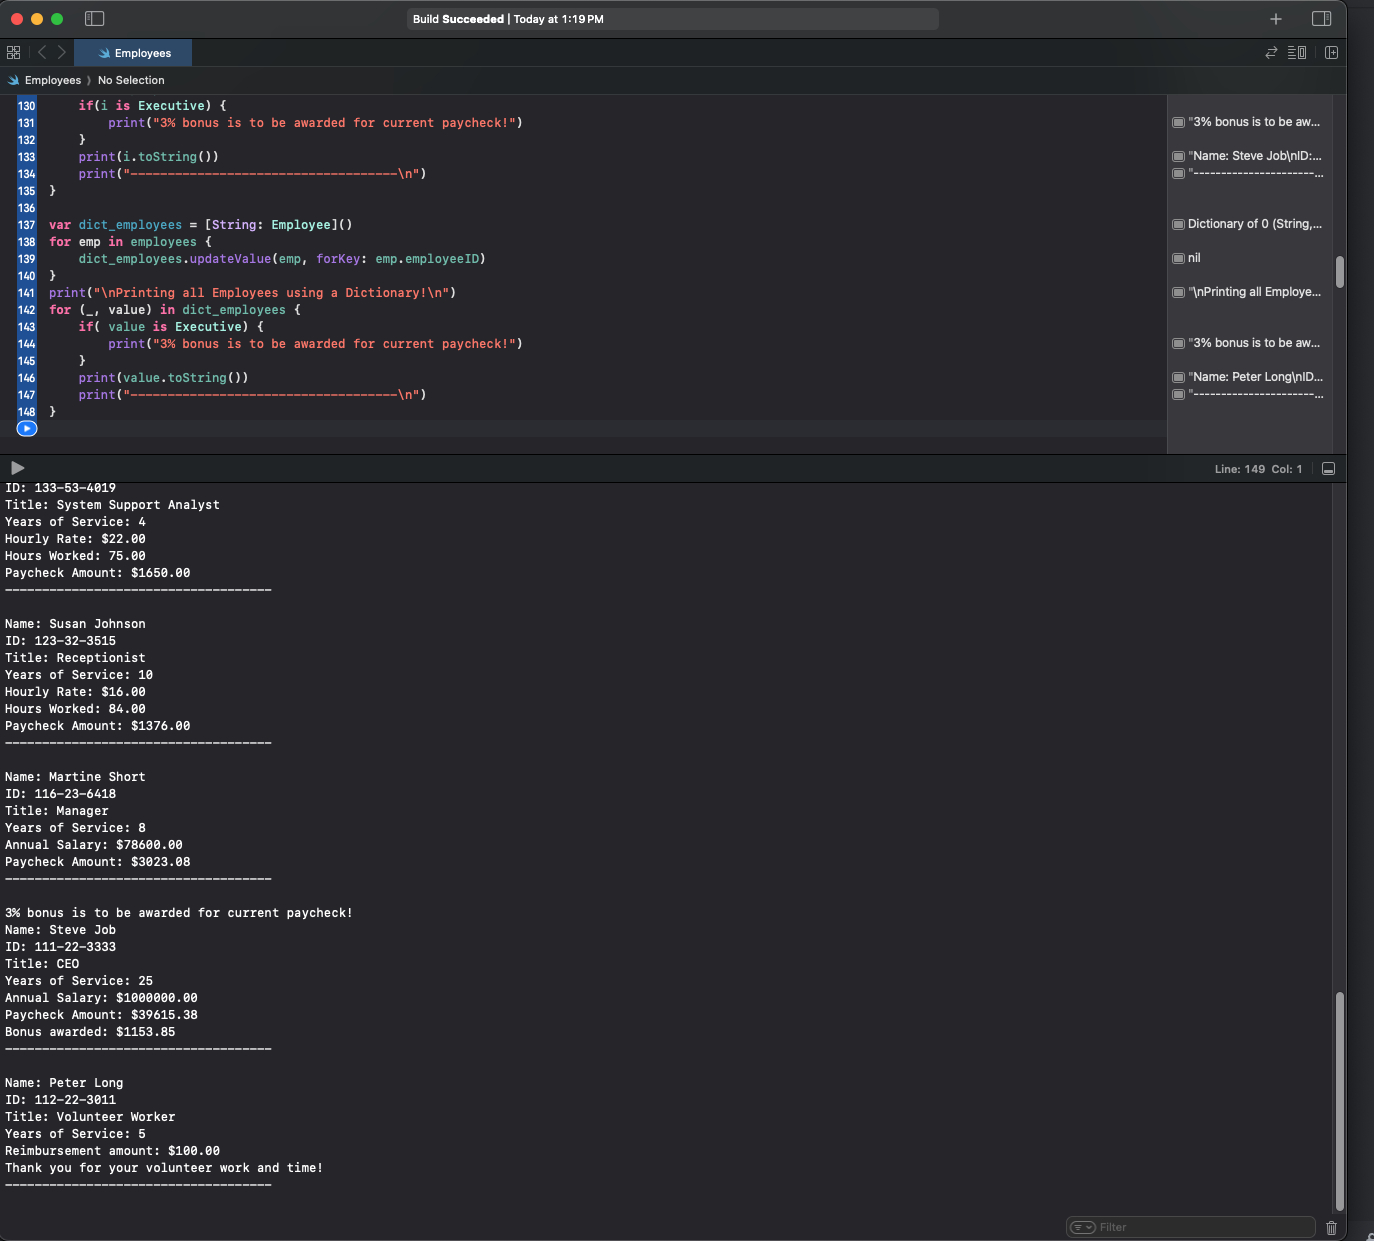 Build Succeeded | Today at 1:19 PM
Employees
Employees 〉 No Selection
130 if(i is Executive) {
131 print("3% bonus is to be awarded for current paycheck!")
132 }
133 print(i.toString())
134 print("------------------------------------\n")
135 }
136
137 var dict_employees = [String: Employee]()
138 for emp in employees {
139 dict_employees.updateValue(emp, forKey: emp.employeeID)
140 }
141 print("\nPrinting all Employees using a Dictionary!\n")
142 for (_, value) in dict_employees {
143 if( value is Executive) {
144 print("3% bonus is to be awarded for current paycheck!")
145 }
146 print(value.toString())
147 print("------------------------------------\n")
148 }
"3% bonus is to be aw...
"Name: Steve Job\nID:...
"----------------------...
Dictionary of 0 (String,...
nil
"\nPrinting all Employe...
"3% bonus is to be aw...
"Name: Peter Long\nID...
"----------------------...
Line: 149 Col: 1
ID: 133-53-4019
Title: System Support Analyst
Years of Service: 4
Hourly Rate: $22.00
Hours Worked: 75.00
Paycheck Amount: $1650.00
------------------------------------
Name: Susan Johnson
ID: 123-32-3515
Title: Receptionist
Years of Service: 10
Hourly Rate: $16.00
Hours Worked: 84.00
Paycheck Amount: $1376.00
------------------------------------
Name: Martine Short
ID: 116-23-6418
Title: Manager
Years of Service: 8
Annual Salary: $78600.00
Paycheck Amount: $3023.08
------------------------------------
3% bonus is to be awarded for current paycheck!
Name: Steve Job
ID: 111-22-3333
Title: CEO
Years of Service: 25
Annual Salary: $1000000.00
Paycheck Amount: $39615.38
Bonus awarded: $1153.85
------------------------------------
Name: Peter Long
ID: 112-22-3011
Title: Volunteer Worker
Years of Service: 5
Reimbursement amount: $100.00
Thank you for your volunteer work and time!
------------------------------------
Filter